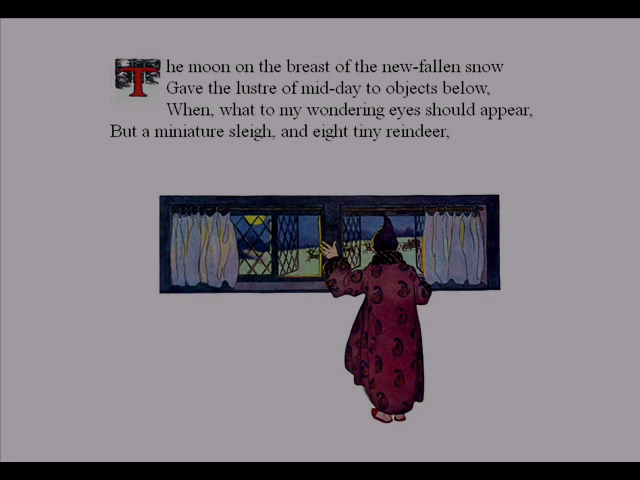 The moon on the breast of the new-fallen snow
Gave the lustre of mid-day to objects below,
When, what to my wondering eyes should appear,
But a miniature sleigh, and eight tiny reindeer,